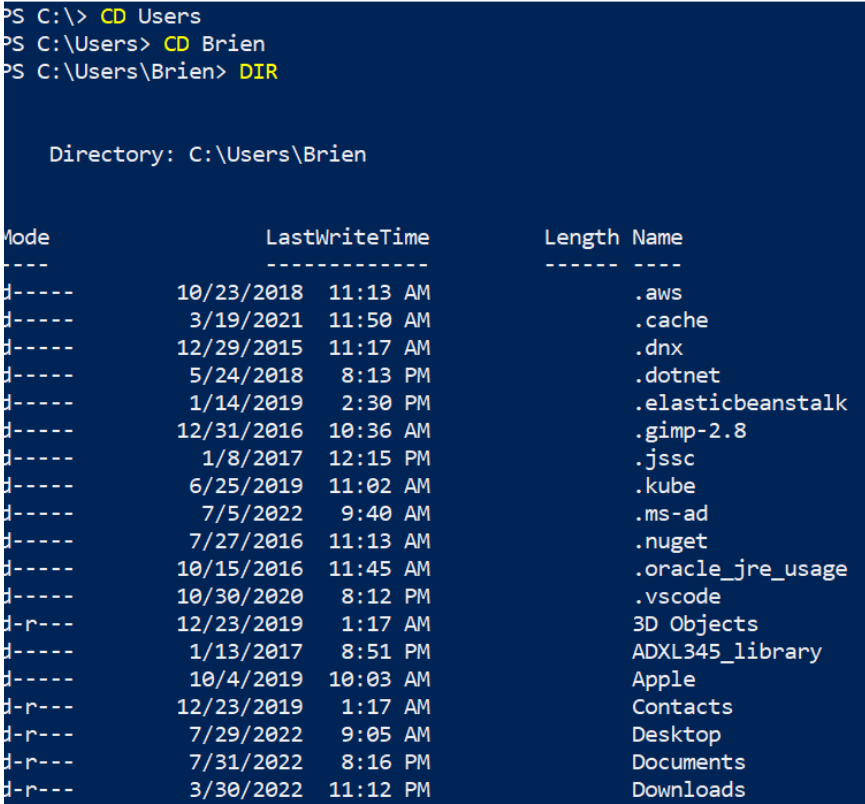 PS C:\> CD Users
PS C:\Users> CD Brien
PS C:\Users\Brien> DIR
Directory: C:\Users\Brien
Mode LastWriteTime Length Name
---- ------------- ------ ----
d----- 10/23/2018 11:13 AM .aws
d----- 3/19/2021 11:50 AM .cache
d----- 12/29/2015 11:17 AM .dnx
d----- 5/24/2018 8:13 PM .dotnet
d----- 1/14/2019 2:30 PM .elasticbeanstalk
d----- 12/31/2016 10:36 AM .gimp-2.8
d----- 1/8/2017 12:15 PM .jssc
d----- 6/25/2019 11:02 AM .kube
d----- 7/5/2022 9:40 AM .ms-ad
d----- 7/27/2016 11:13 AM .nuget
d----- 10/15/2016 11:45 AM .oracle_jre_usage
d----- 10/30/2020 8:12 PM .vscode
d-r--- 12/23/2019 1:17 AM 3D Objects
d----- 1/13/2017 8:51 PM ADXL345_library
d----- 10/4/2019 10:03 AM Apple
d-r--- 12/23/2019 1:17 AM Contacts
d-r--- 7/29/2022 9:05 AM Desktop
d-r--- 7/31/2022 8:16 PM Documents
d-r--- 3/30/2022 11:12 PM Downloads